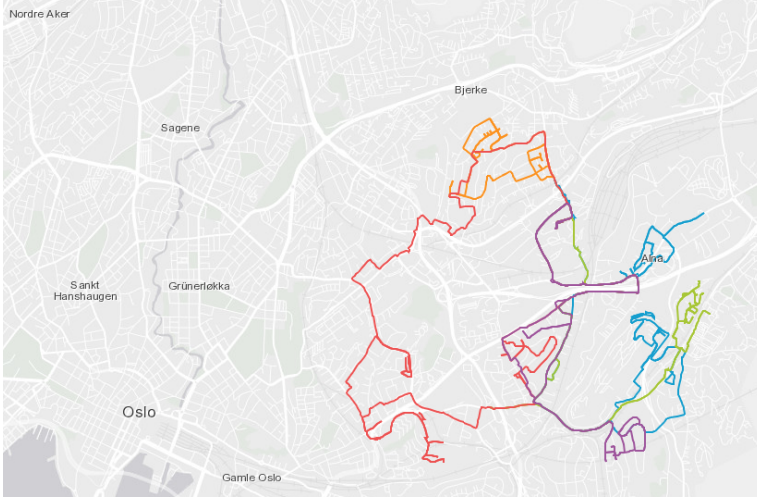 Nordre Aker
Bjerke
Sagene
Alna
Sankt
Hanshaugen
Grünerløkka
Oslo
Gamle Oslo